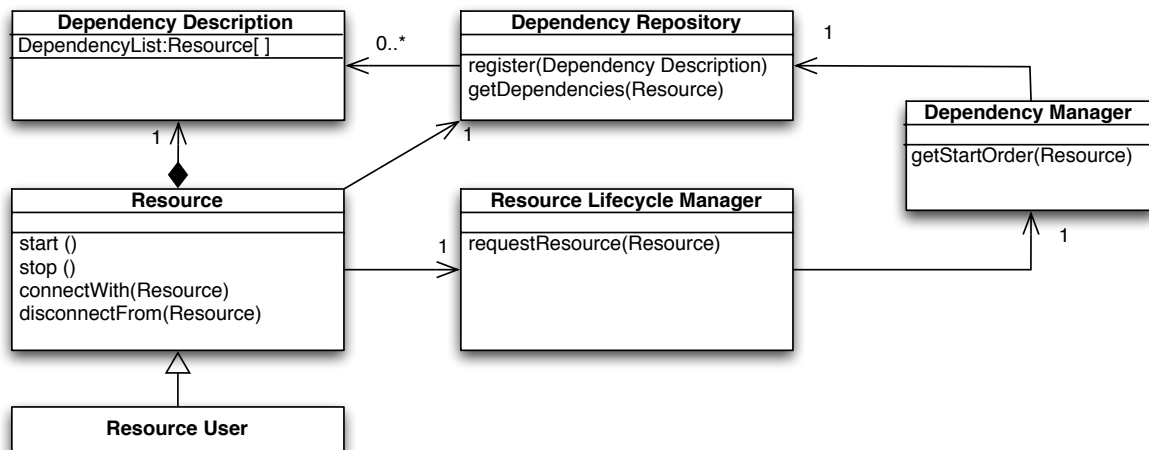 Dependency Description
DependencyList:Resource[ ]
0..*
Dependency Repository
register(Dependency Description)
getDependencies(Resource)
1
Dependency Manager
getStartOrder(Resource)
1
1
Resource
start ()
stop ()
connectWith(Resource)
disconnectFrom(Resource)
1
Resource Lifecycle Manager
requestResource(Resource)
1
Resource User